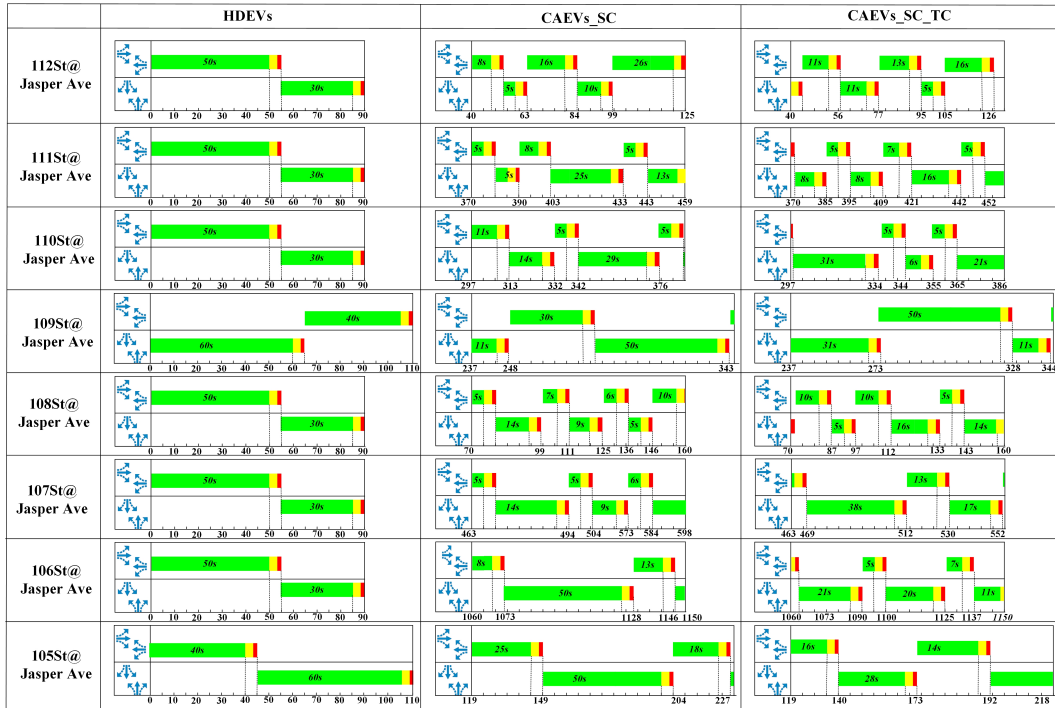 HDEVs CAEVs_SC CAEVs_SC_TC
112St@
Jasper Ave
50s
30s
0 10 20 30 40 50 60 70 80 90
8s 16s 26s
5s 10s
40 63 84 99 125
11s 13s 16s
11s 5s
40 56 77 95 105 126
111St@
Jasper Ave
50s
30s
0 10 20 30 40 50 60 70 80 90
5s 8s 5s
5s 25s 13s
370 390 403 433 443 459
5s 7s 5s
8s 8s 16s
370 385 395 409 421 442 452
110St@
Jasper Ave
50s
30s
0 10 20 30 40 50 60 70 80 90
11s 5s 5s
14s 29s
297 313 332 342 376
5s 5s
31s 6s 21s
297 334 344 355 365 386
109St@
Jasper Ave
40s
60s
0 10 20 30 40 50 60 70 80 90 100 110
30s
11s 50s
237 248 343
50s
31s 11s
237 273 328 344
108St@
Jasper Ave
50s
30s
0 10 20 30 40 50 60 70 80 90
5s 7s 6s 10s
14s 9s 5s
70 99 111 125 136 146 160
10s 10s 5s
5s 16s 14s
70 87 97 112 133 143 160
107St@
Jasper Ave
50s
30s
0 10 20 30 40 50 60 70 80 90
5s 5s 6s
14s 9s
463 494 504 573 584 598
13s
38s 17s
463 469 512 530 552
106St@
Jasper Ave
50s
30s
0 10 20 30 40 50 60 70 80 90
8s 13s
50s
1060 1073 1128 1146 1150
5s 7s
21s 20s 11s
1060 1073 1090 1100 1125 1137 1150
105St@
Jasper Ave
40s
60s
0 10 20 30 40 50 60 70 80 90 100 110
25s 18s
50s
119 149 204 227
16s 14s
28s
119 140 173 192 218